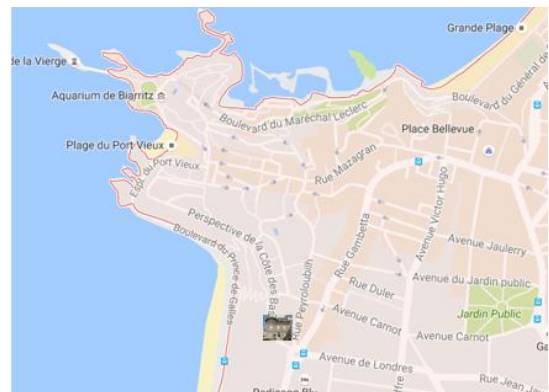 Grande Plage
de la Vierge
Aquarium de Biarritz
Boulevard du Maréchal Leclerc
Boulevard du Général de
Place Bellevue
Plage du Port Vieux
Espl du Port Vieux
Rue Mazagran
Avenue Victor Hugo
Rue Gambetta
Perspective de la Côte des Bas
Boulevard du Prince de Galles
Avenue Jaulerry
Avenue du Jardin public
Rue Peyroloubilh
Rue Duler
Jardin Public
Avenue Carnot
Avenue Carnot
Avenue de Londres
Rue Jean Ja